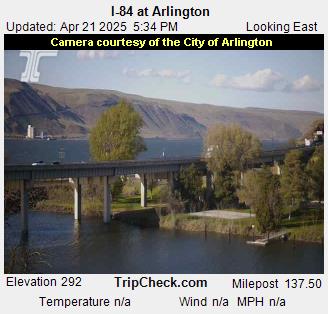 I-84 at Arlington
Updated: Apr 21 2025 5:34 PM Looking East
Camera courtesy of the City of Arlington
Elevation 292 TripCheck.com Milepost 137.50
Temperature n/a Wind n/a MPH n/a